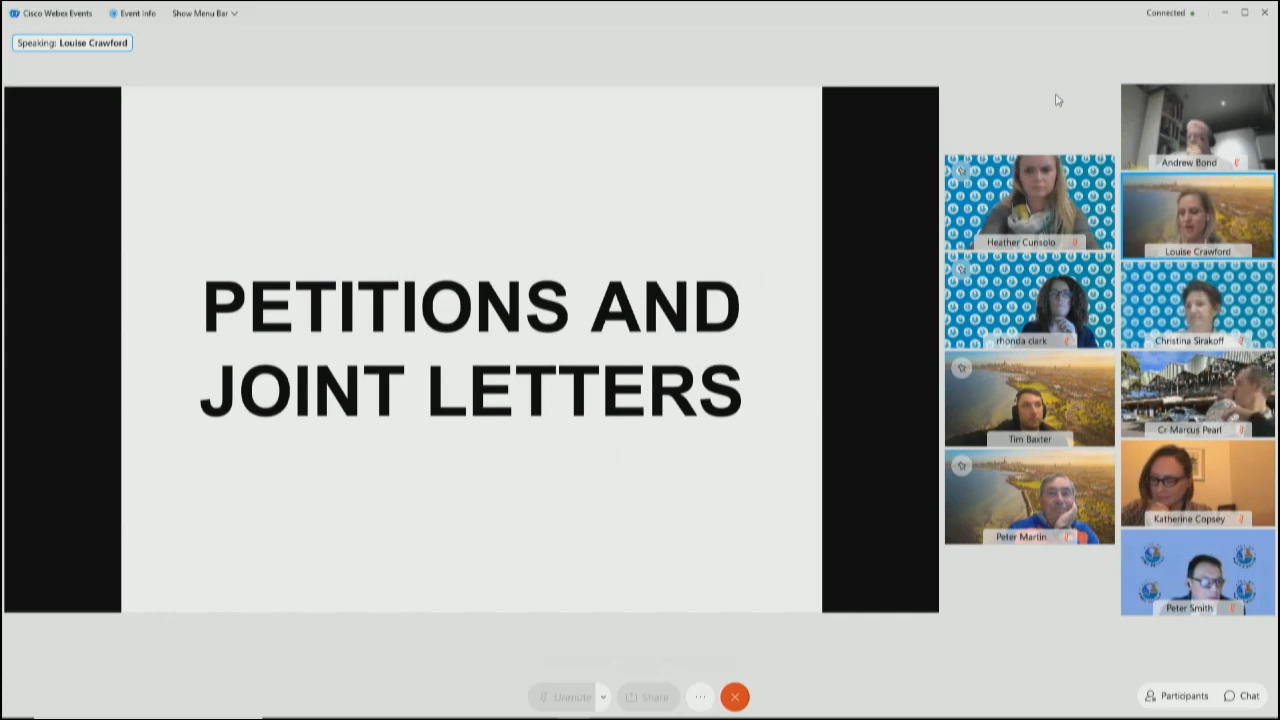 Cisco Webex Events
Event Info
Show Menu Bar
Connected
Speaking: Louise Crawford
PETITIONS AND
JOINT LETTERS
Andrew Bond
Heather Cunsolo
Louise Crawford
rhonda clark
Christina Sirakoff
Tim Baxter
Cr Marcus Pearl
Peter Martin
Katherine Copsey
Peter Smith
Unmute
Share
Participants
Chat